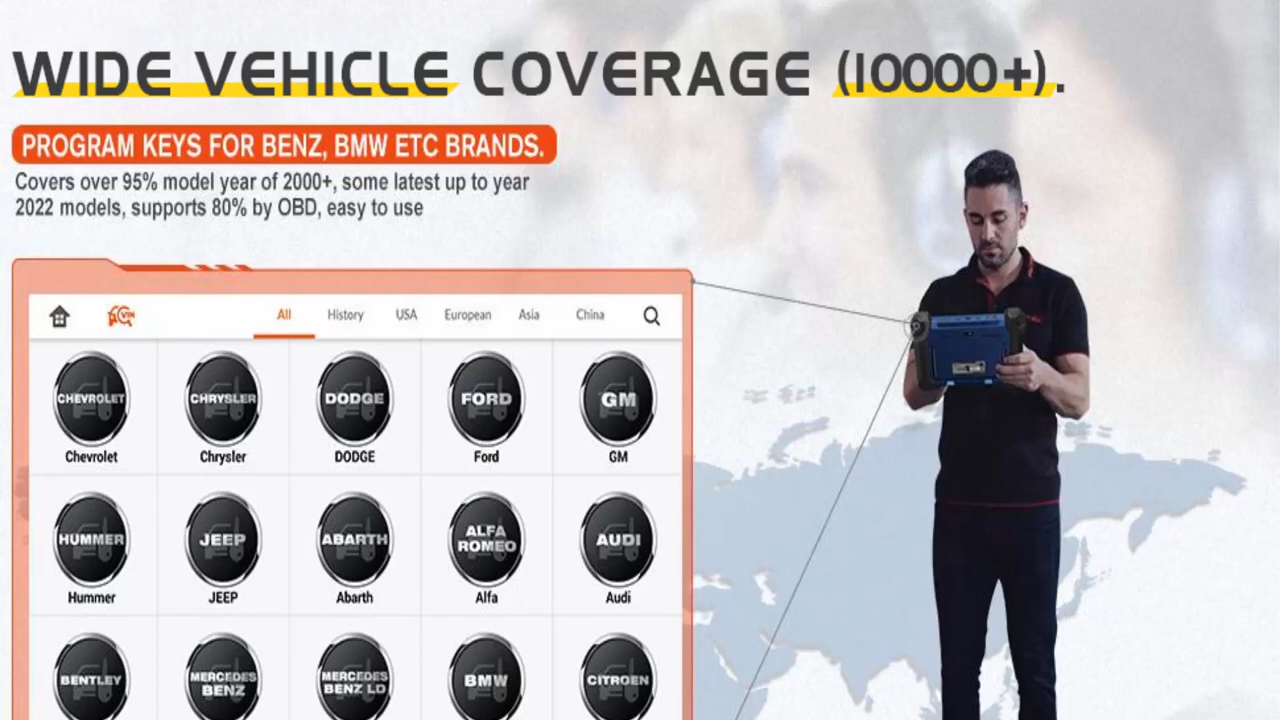 WIDE VEHICLE COVERAGE (10000+).
PROGRAM KEYS FOR BENZ, BMW ETC BRANDS.
Covers over 95% model year of 2000+, some latest up to year
2022 models, supports 80% by OBD, easy to use
VIN All History USA European Asia China
CHEVROLET CHRYSLER DODGE FORD GM
Chevrolet Chrysler DODGE Ford GM
HUMMER JEEP ABARTH ALFA ROMEO AUDI
Hummer JEEP Abarth Alfa Audi
BENTLEY MERCEDES BENZ MERCEDES BENZ LD BMW CITROEN